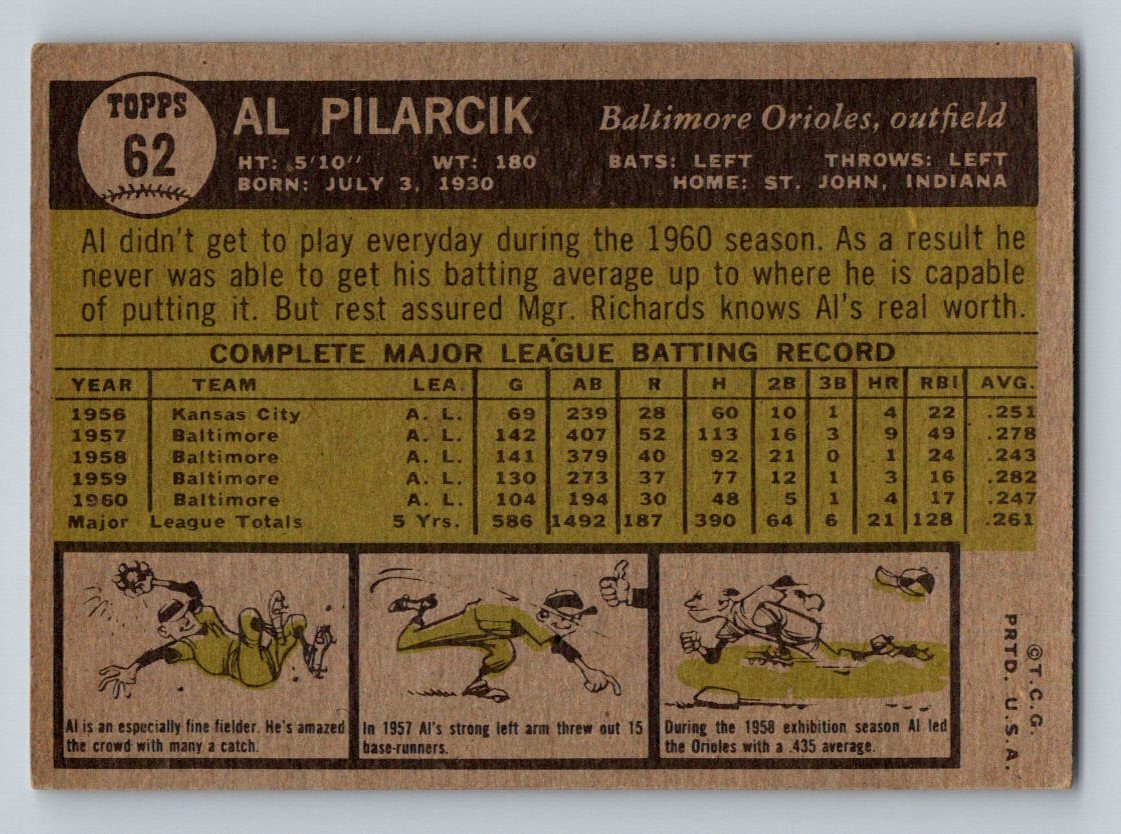 TOPPS
62
AL PILARCIK
Baltimore Orioles, outfield
HT: 5'10" WT: 180 BATS: LEFT THROWS: LEFT
BORN: JULY 3, 1930 HOME: ST. JOHN, INDIANA
Al didn't get to play everyday during the 1960 season. As a result he
never was able to get his batting average up to where he is capable
of putting it. But rest assured Mgr. Richards knows Al's real worth.
COMPLETE MAJOR LEAGUE BATTING RECORD
YEAR TEAM LEA. G AB R H 2B 3B HR RBI AVG.
1956 Kansas City A. L. 69 239 28 60 10 1 4 22 .251
1957 Baltimore A. L. 142 407 52 113 16 3 9 49 .278
1958 Baltimore A. L. 141 379 40 92 21 0 1 24 .243
1959 Baltimore A. L. 130 273 37 77 12 1 3 16 .282
1960 Baltimore A. L. 104 194 30 48 5 1 4 17 .247
Major League Totals 5 Yrs. 586 1492 187 390 64 6 21 128 .261
Al is an especially fine fielder. He's amazed
the crowd with many a catch.
In 1957 Al's strong left arm threw out 15
base-runners.
During the 1958 exhibition season Al led
the Orioles with a .435 average.
©T.C.G.
PRTD. U.S.A.